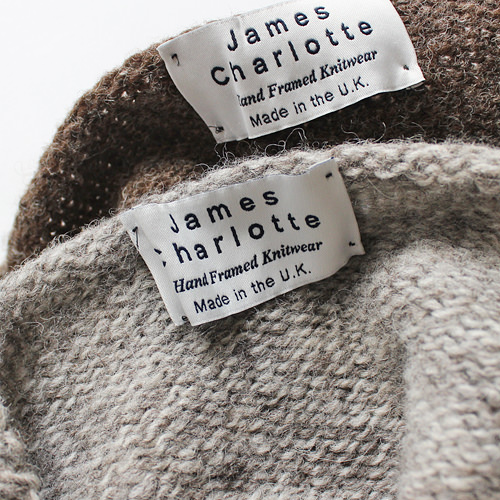 James
Charlotte
Hand Framed Knitwear
Made in the U.K.
James
Charlotte
Hand Framed Knitwear
Made in the U.K.